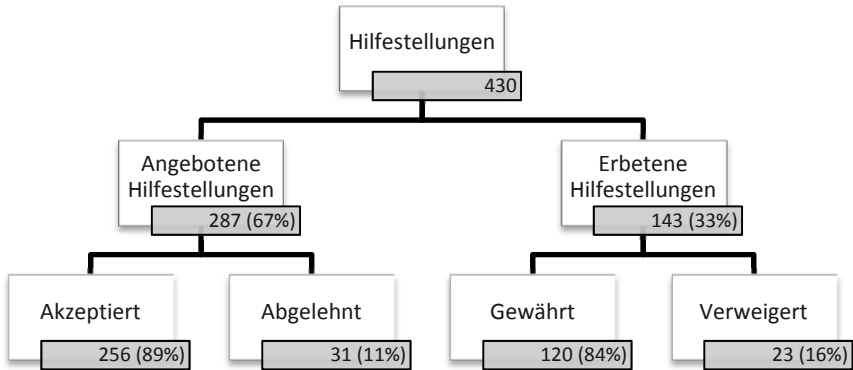 Hilfestellungen
430
Angebotene
Hilfestellungen
287 (67%)
Erbetene
Hilfestellungen
143 (33%)
Akzeptiert
256 (89%)
Abgelehnt
31 (11%)
Gewährt
120 (84%)
Verweigert
23 (16%)